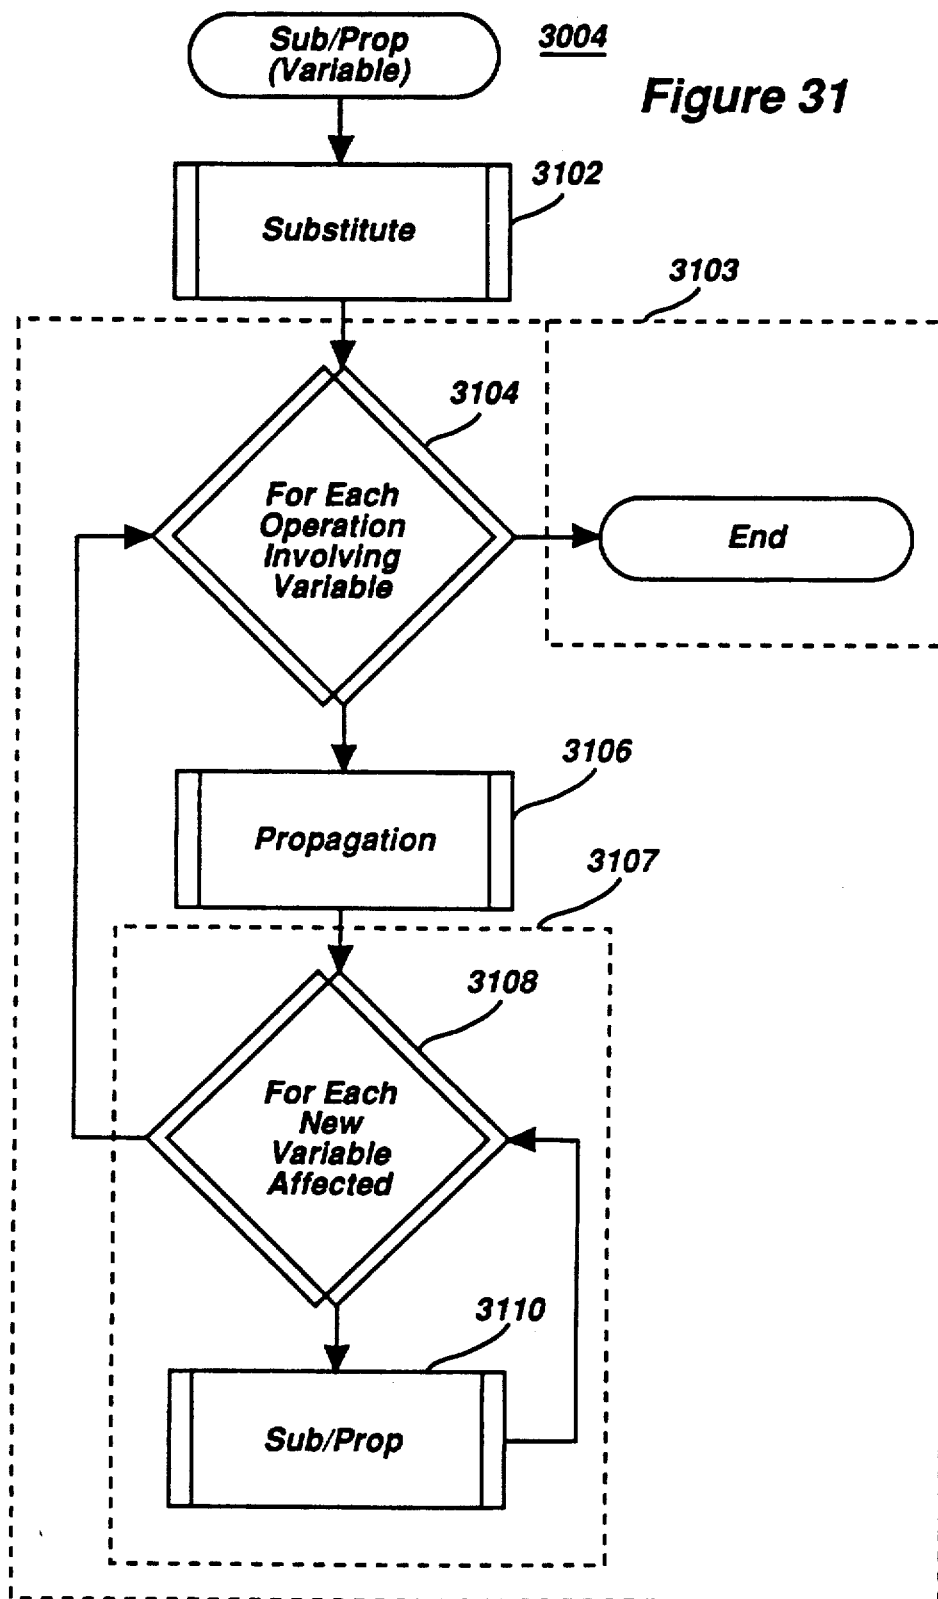 Sub/Prop
(Variable)
3004
Figure 31
3102
Substitute
3103
3104
For Each
Operation
Involving
Variable
End
3106
Propagation
3107
3108
For Each
New
Variable
Affected
3110
Sub/Prop